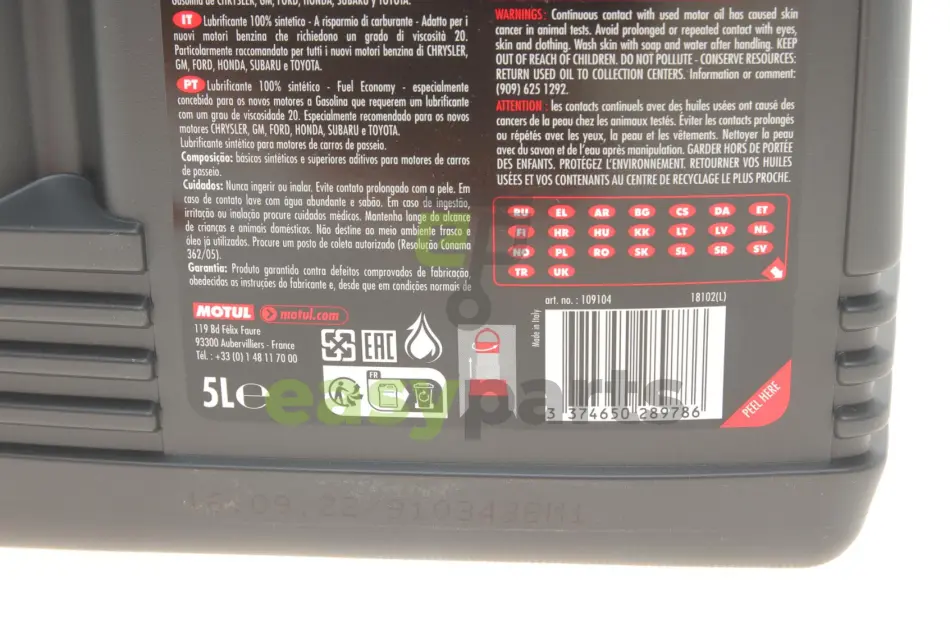 Gasolina de CHRYSLER, GM, FORD, HONDA, SUBARU y TOYOTA.
IT Lubrificante 100% sintetico - A risparmio di carburante - Adatto per i
nuovi motori benzina che richiedono un grado di viscosità 20.
Particolarmente raccomandato per tutti i nuovi motori benzina di CHRYSLER,
GM, FORD, HONDA, SUBARU e TOYOTA.
PT Lubrificante 100% sintético - Fuel Economy - especialmente
concebido para os novos motores a Gasolina que requerem um lubrificante
com um grau de viscosidade 20. Especialmente recomendado para os novos
motores CHRYSLER, GM, FORD, HONDA, SUBARU e TOYOTA.
Lubrificante sintético para motores de carros de passeio.
Composição: básicos sintéticos e superiores aditivos para motores de carros
de passeio.
Cuidados: Nunca ingerir ou inalar. Evite contato prolongado com a pele. Em
caso de contato lave com água abundante e sabão. Em caso de ingestão,
irritação ou inalação procure cuidados médicos. Mantenha longe do alcance
de crianças e animais domésticos. Não destine ao meio ambiente frasco e
óleo já utilizados. Procure um posto de coleta autorizado (Resolução Conama
362/05).
Garantia: Produto garantido contra defeitos comprovados de fabricação,
obedecidas as instruções do fabricante e, desde que em condições normais de
MOTUL motul.com
119 Bd Félix Faure
93300 Aubervilliers - France
Tél. : +33 (0) 1 48 11 70 00
EAC
5L e
FR
WARNINGS: Continuous contact with used motor oil has caused skin
cancer in animal tests. Avoid prolonged or repeated contact with eyes,
skin and clothing. Wash skin with soap and water after handling. KEEP
OUT OF REACH OF CHILDREN. DO NOT POLLUTE - CONSERVE RESOURCES:
RETURN USED OIL TO COLLECTION CENTERS. Information or comment:
(909) 625 1292.
ATTENTION : les contacts continuels avec des huiles usées ont causé des
cancers de la peau chez les animaux testés. Éviter les contacts prolongés
ou répétés avec les yeux, la peau et les vêtements. Nettoyer la peau
avec du savon et de l'eau après manipulation. GARDER HORS DE PORTÉE
DES ENFANTS. PROTÉGEZ L'ENVIRONNEMENT. RETOURNER VOS HUILES
USÉES ET VOS CONTENANTS AU CENTRE DE RECYCLAGE LE PLUS PROCHE.
RU EL AR BG CS DA ET
FI HR HU KK LT LV NL
NO PL RO SK SL SR SV
TR UK
art. no. : 109104 18102(L)
Made in Italy
3 374650 289786
PEEL HERE
easyparts
09.22